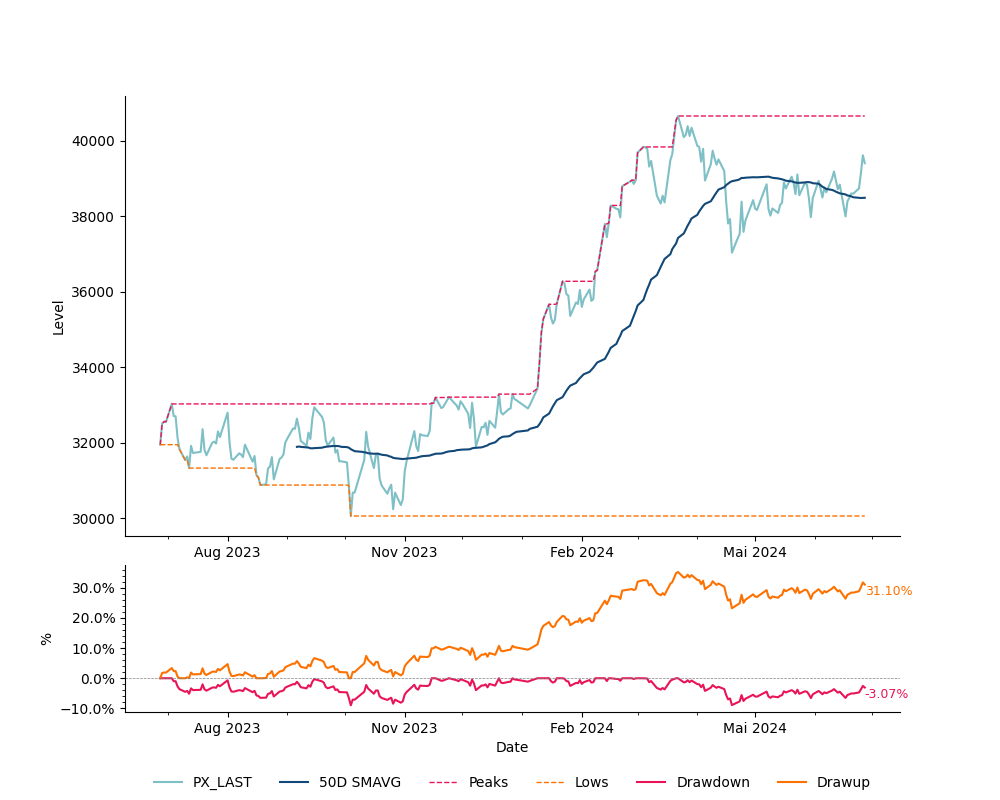 40000
38000
36000
34000
32000
30000
Level
Aug 2023 Nov 2023 Feb 2024 Mai 2024
30.0%
20.0%
10.0%
0.0%
−10.0%
%
31.10%
-3.07%
Aug 2023 Nov 2023 Feb 2024 Mai 2024
Date
PX_LAST 50D SMAVG Peaks Lows Drawdown Drawup